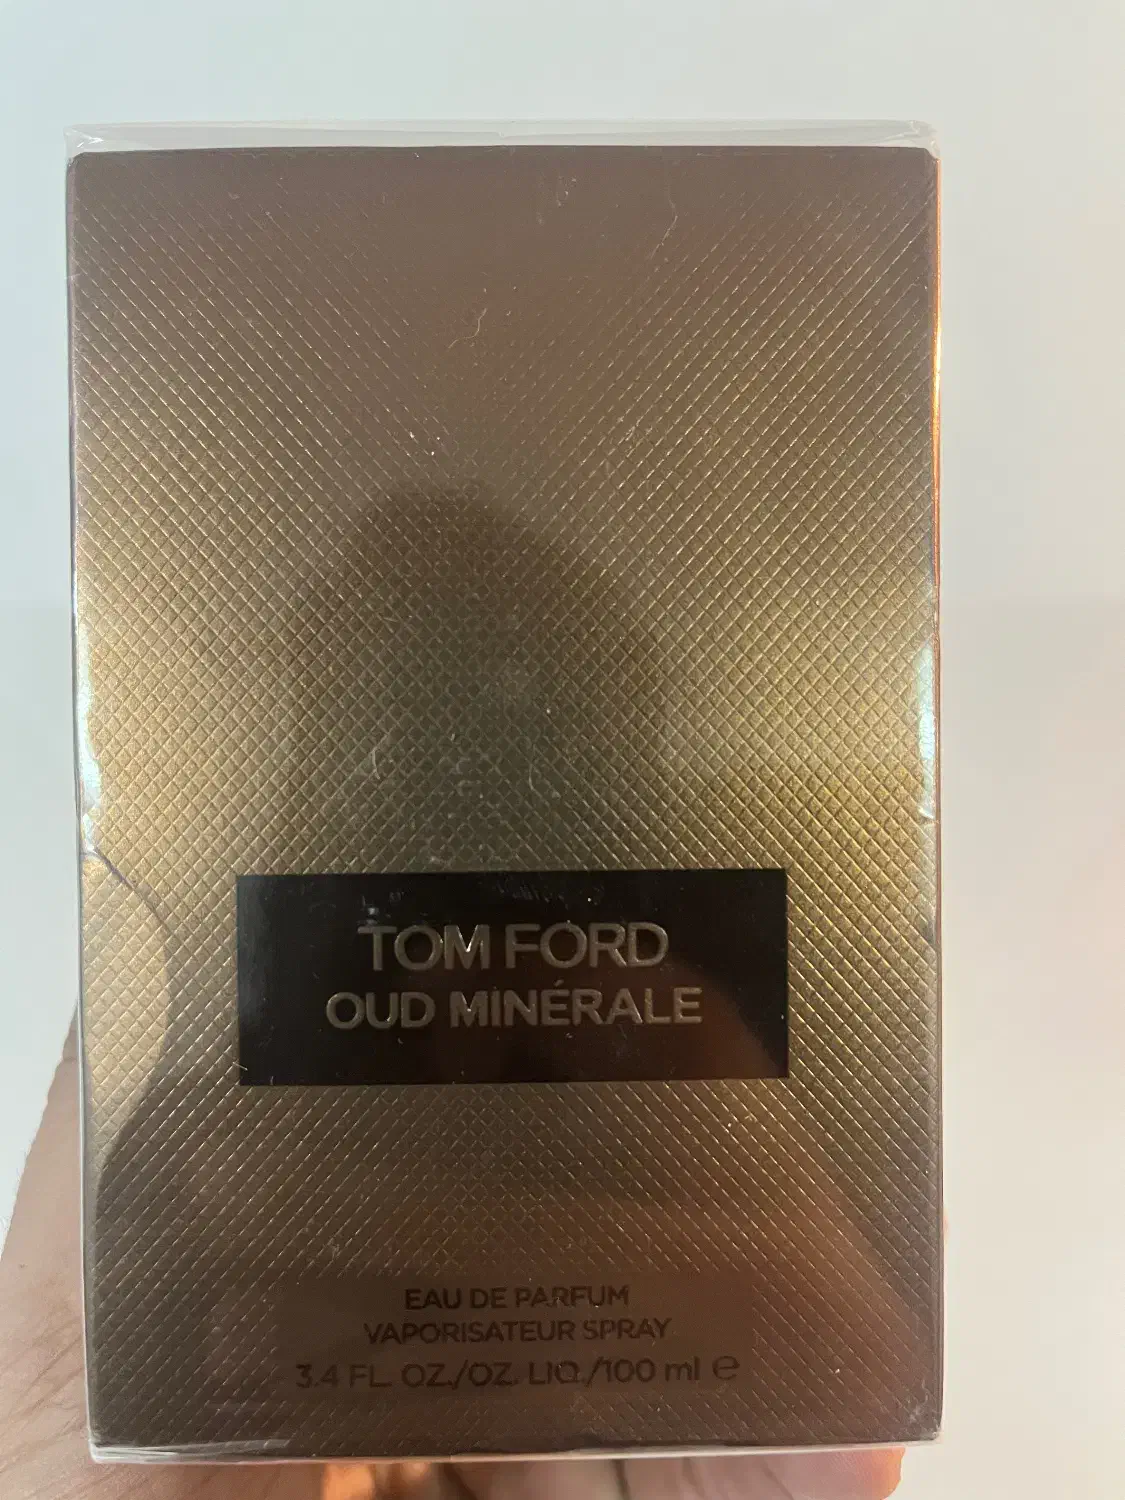 TOM FORD
OUD MINÉRALE
EAU DE PARFUM
VAPORISATEUR SPRAY
3.4 FL. OZ./OZ. LIQ./100 ml ℮